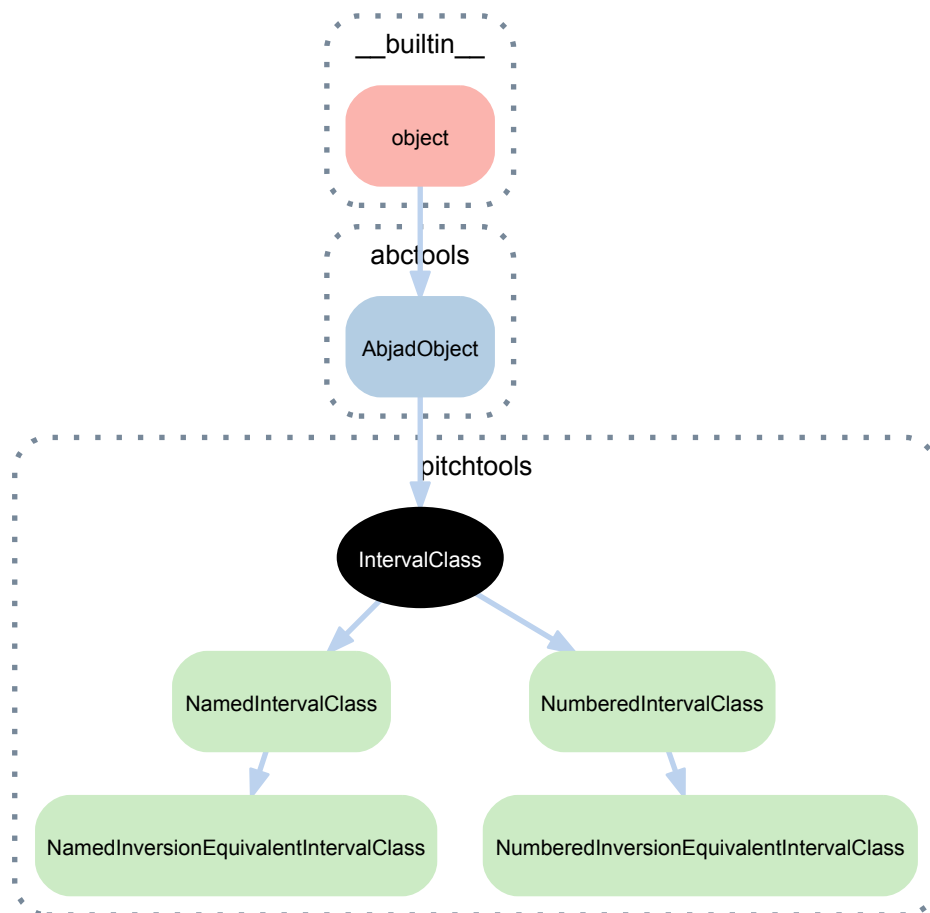 __builtin__
object
abctools
AbjadObject
pitchtools
IntervalClass
NamedIntervalClass
NumberedIntervalClass
NamedInversionEquivalentIntervalClass
NumberedInversionEquivalentIntervalClass